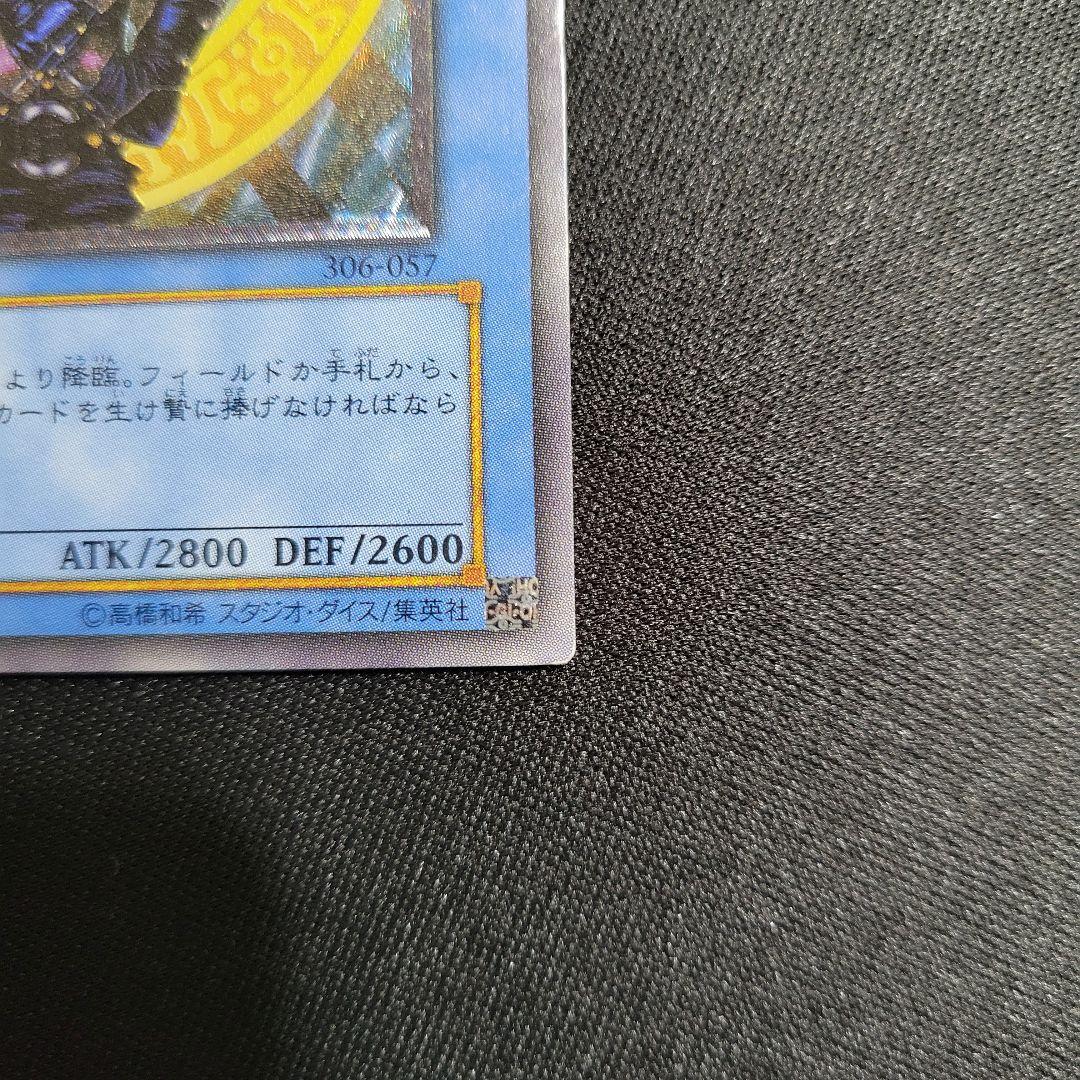 306-057
より降臨。フィールドか手札から、
カードを生け贄に捧げなければなら
ATK/2800 DEF/2600
©高橋和希 スタジオ・ダイス/集英社